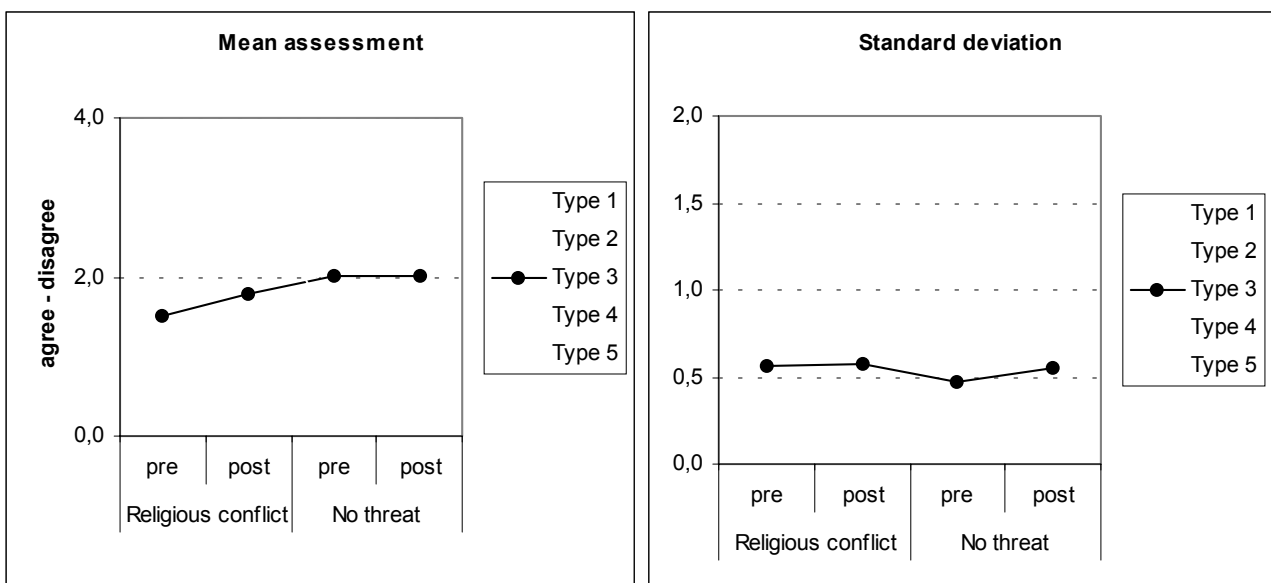 Mean assessment
4,0
2,0
0,0
agree - disagree
pre
post
pre
post
Religious conflict
No threat
Type 1
Type 2
Type 3
Type 4
Type 5
Standard deviation
2,0
1,5
1,0
0,5
0,0
pre
post
pre
post
Religious conflict
No threat
Type 1
Type 2
Type 3
Type 4
Type 5